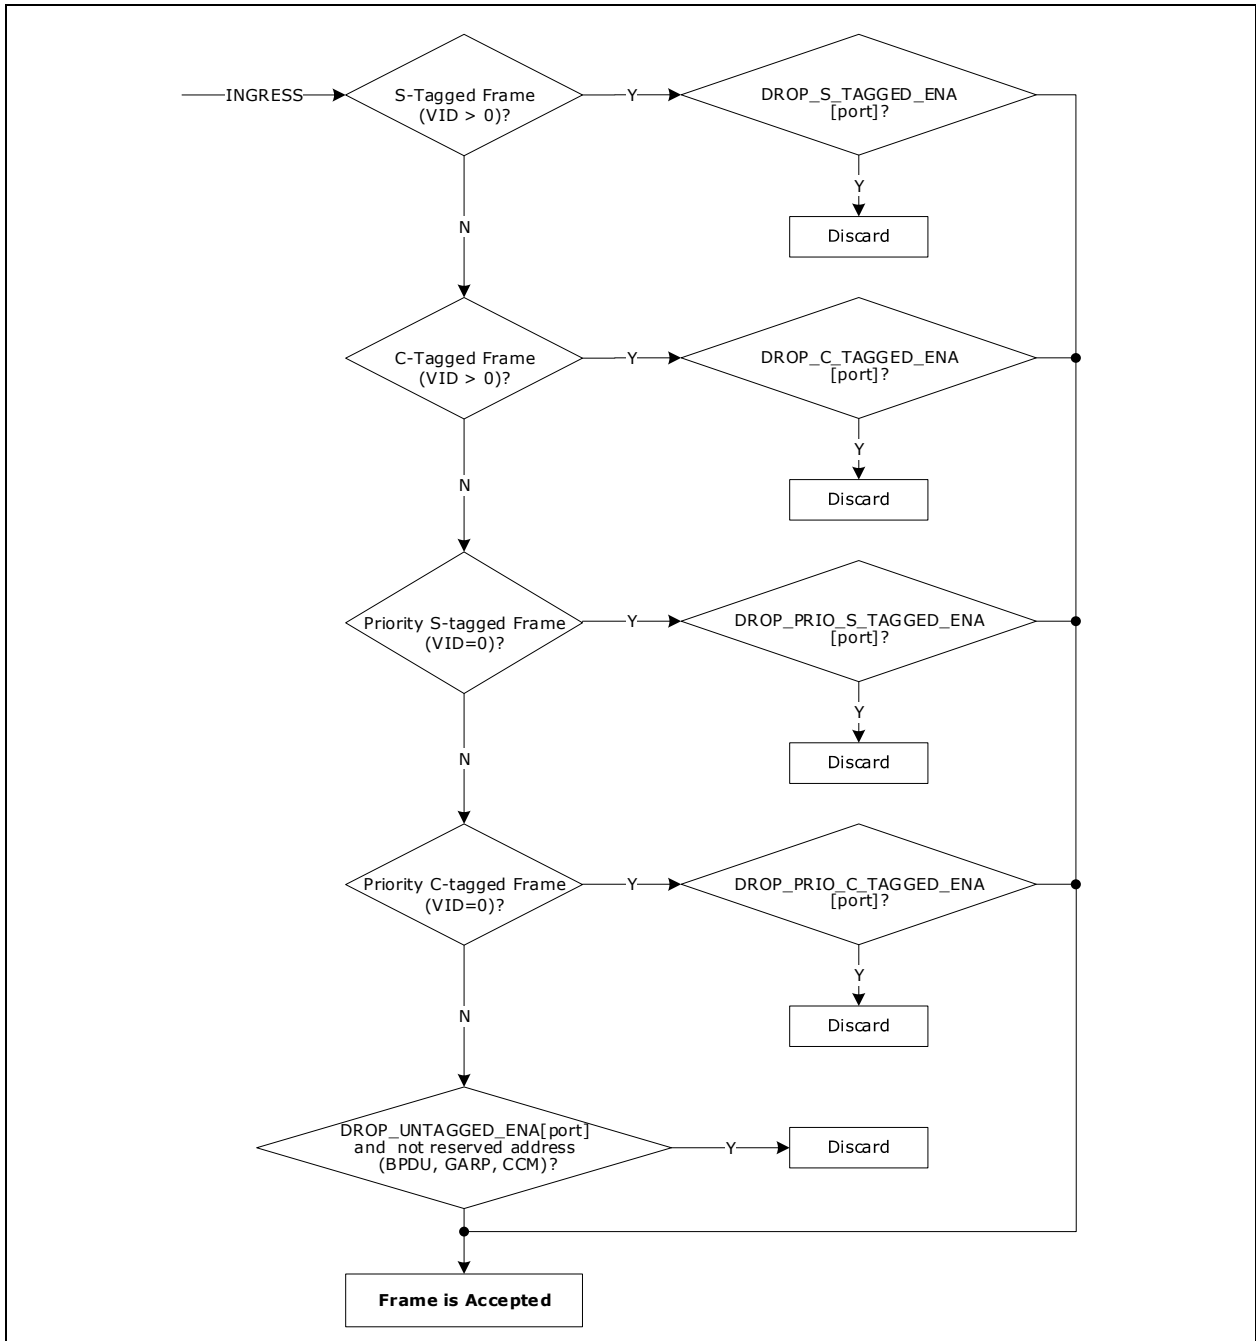 INGRESS
S-Tagged Frame
(VID > 0)?
Y
DROP_S_TAGGED_ENA
[port]?
Y
Discard
N
C-Tagged Frame
(VID > 0)?
Y
DROP_C_TAGGED_ENA
[port]?
Y
Discard
N
Priority S-tagged Frame
(VID=0)?
Y
DROP_PRIO_S_TAGGED_ENA
[port]?
Y
Discard
N
Priority C-tagged Frame
(VID=0)?
Y
DROP_PRIO_C_TAGGED_ENA
[port]?
Y
Discard
N
DROP_UNTAGGED_ENA[port]
and not reserved address
(BPDU, GARP, CCM)?
Y
Discard
Frame is Accepted